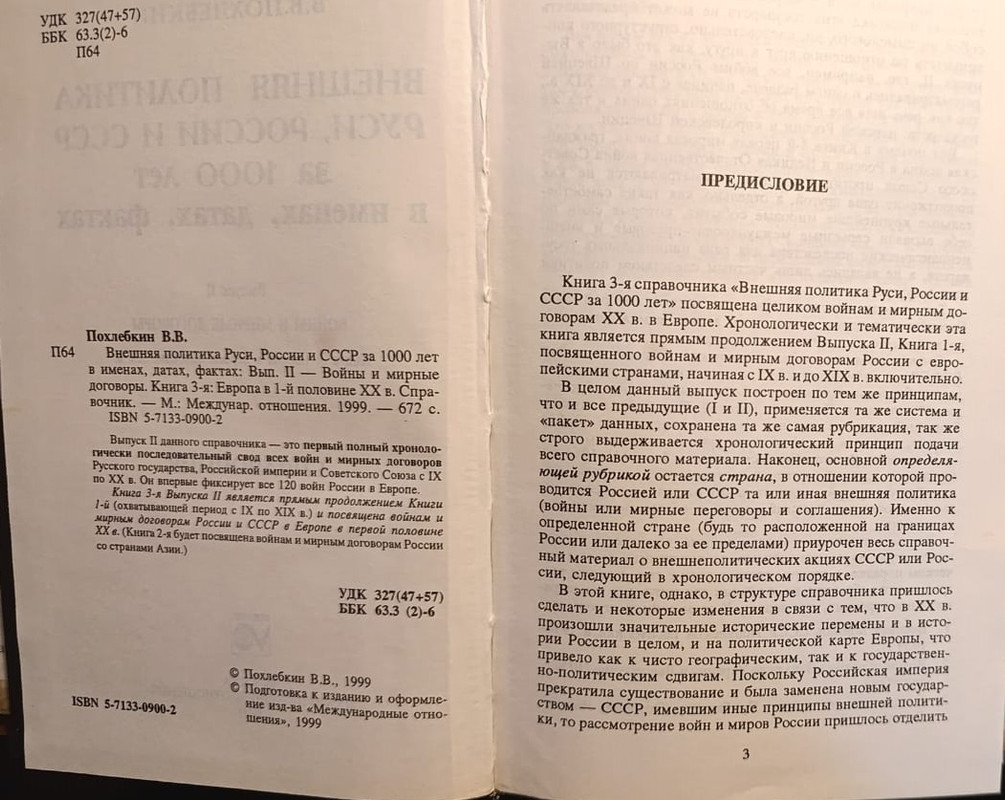 УДК 327(47+57)
ББК 63.3(2)-6
П64
Похлебкин В.В.
П64 Внешняя политика Руси, России и СССР за 1000 лет
в именах, датах, фактах: Вып. II — Войны и мирные
договоры. Книга 3-я: Европа в 1-й половине XX в. Спра-
вочник. — М.: Междунар. отношения. 1999. — 672 с.
ISBN 5-7133-0900-2
Выпуск II данного справочника — это первый полный хроноло-
гически последовательный свод всех войн и мирных договоров
Русского государства, Российской империи и Советского Союза с IX
по XX в. Он впервые фиксирует все 120 войн России в Европе.
Книга 3-я Выпуска II является прямым продолжением Книги
1-й (охватывающей период с IX по XIX в.) и посвящена войнам и
мирным договорам России и СССР в Европе в первой половине
XX в. (Книга 2-я будет посвящена войнам и мирным договорам России
со странами Азии.)
УДК 327(47+57)
ББК 63.3 (2)-6
© Похлебкин В.В., 1999
© Подготовка к изданию и оформле-
ние изд-ва «Международные отно-
шения», 1999
ISBN 5-7133-0900-2
ПРЕДИСЛОВИЕ
Книга 3-я справочника «Внешняя политика Руси, России и
СССР за 1000 лет» посвящена целиком войнам и мирным до-
говорам XX в. в Европе. Хронологически и тематически эта
книга является прямым продолжением Выпуска II, Книга 1-я,
посвященного войнам и мирным договорам России с евро-
пейскими странами, начиная с IX в. и до XIX в. включительно.
В целом данный выпуск построен по тем же принципам,
что и все предыдущие (I и II), применяется та же система и
«пакет» данных, сохранена та же самая рубрикация, так же
строго выдерживается хронологический принцип подачи
всего справочного материала. Наконец, основной определя-
ющей рубрикой остается страна, в отношении которой про-
водится Россией или СССР та или иная внешняя политика
(войны или мирные переговоры и соглашения). Именно к
определенной стране (будь то расположенной на границах
России или далеко за ее пределами) приурочен весь справоч-
ный материал о внешнеполитических акциях СССР или Рос-
сии, следующий в хронологическом порядке.
В этой книге, однако, в структуре справочника пришлось
сделать и некоторые изменения в связи с тем, что в XX в.
произошли значительные исторические перемены и в исто-
рии России в целом, и на политической карте Европы, что
привело как к чисто географическим, так и к государствен-
но-политическим сдвигам. Поскольку Российская империя
прекратила существование и была заменена новым государ-
ством — СССР, имевшим иные принципы внешней полити-
ки, то рассмотрение войн и миров России пришлось отделить
3